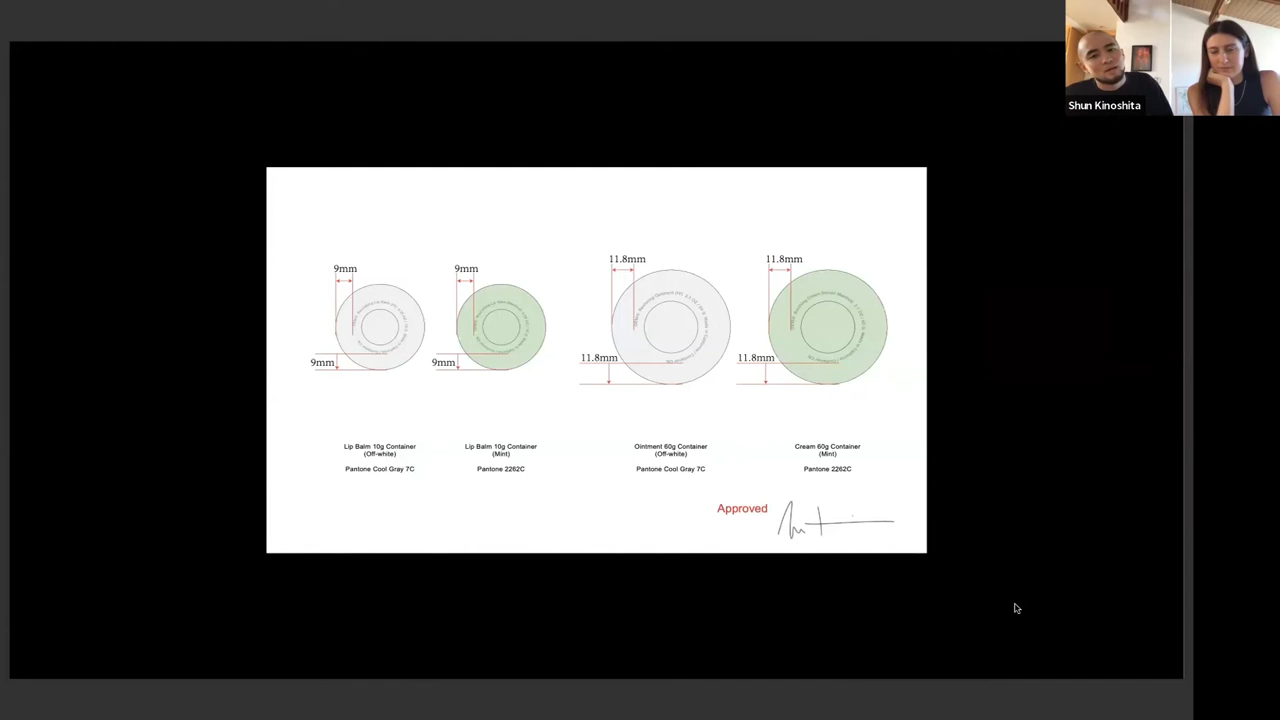 Shun Kinoshita
11.8mm
11.8mm
9mm
9mm
11.8mm
11.8mm
9mm
9mm
Lip Balm 10g Container
(Off-white)
Pantone Cool Gray 7C
Lip Balm 10g Container
(Mint)
Pantone 2262C
Ointment 60g Container
(Off-white)
Pantone Cool Gray 7C
Cream 60g Container
(Mint)
Pantone 2262C
Approved